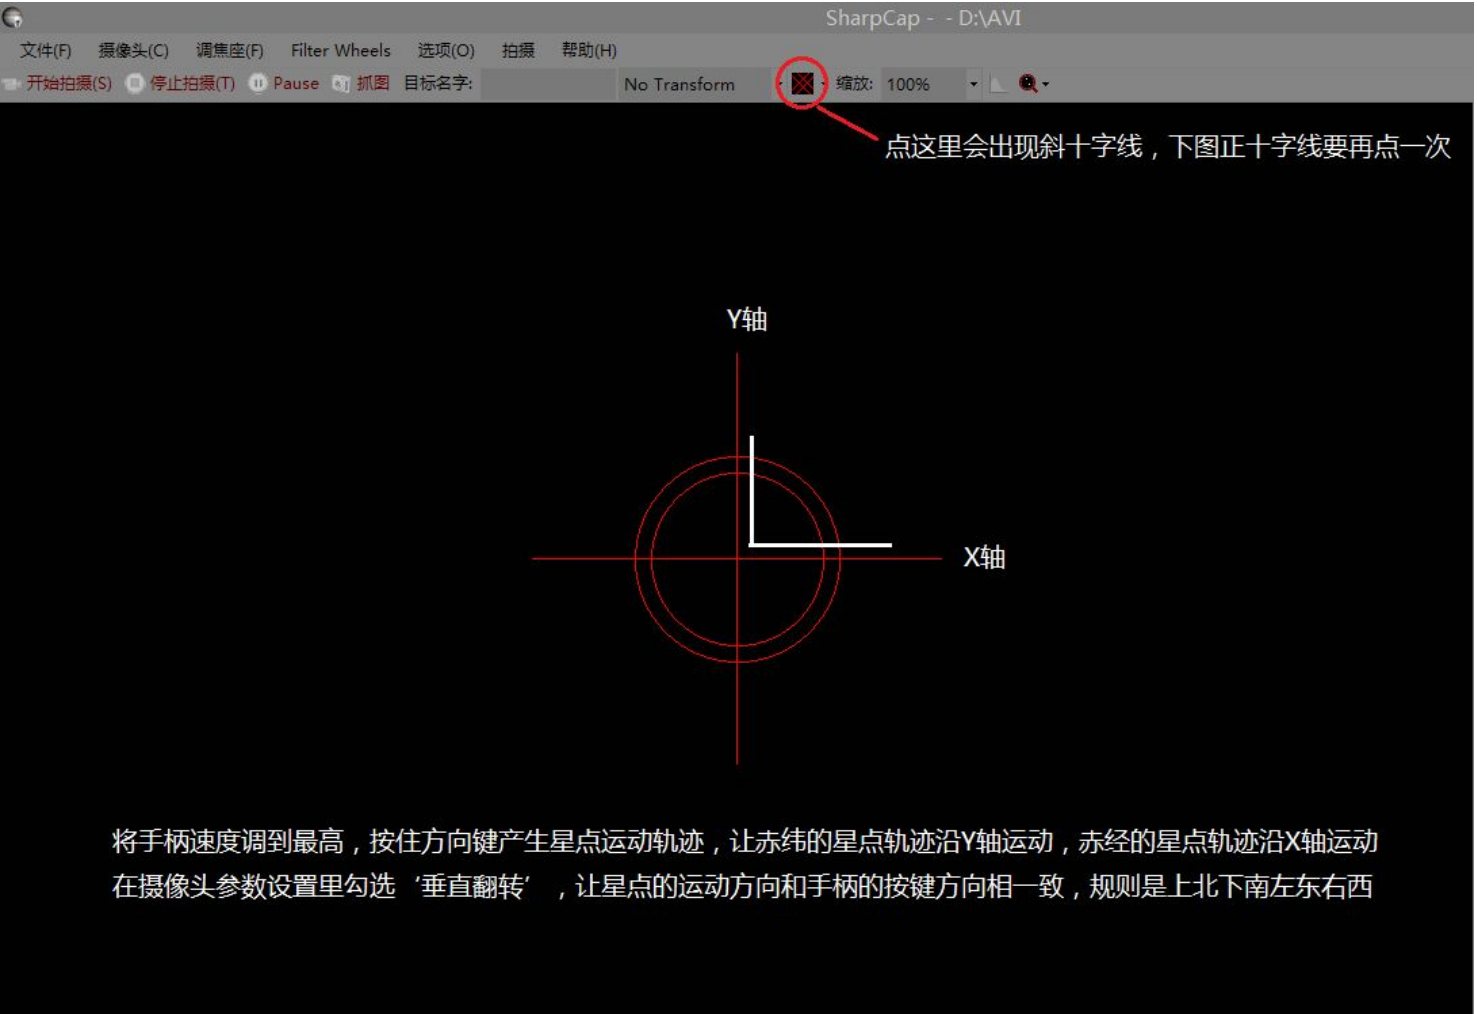 SharpCap -  - D:\AVI
文件(F) 摄像头(C) 调焦座(F) Filter Wheels 选项(O) 拍摄 帮助(H)
开始拍摄(S) 停止拍摄(T) Pause 抓图 目标名字: No Transform 缩放: 100%
点这里会出现斜十字线，下图正十字线要再点一次
Y轴
X轴
将手柄速度调到最高，按住方向键产生星点运动轨迹，让赤纬的星点轨迹沿Y轴运动，赤经的星点轨迹沿X轴运动
在摄像头参数设置里勾选‘垂直翻转’，让星点的运动方向和手柄的按键方向相一致，规则是上北下南左东右西